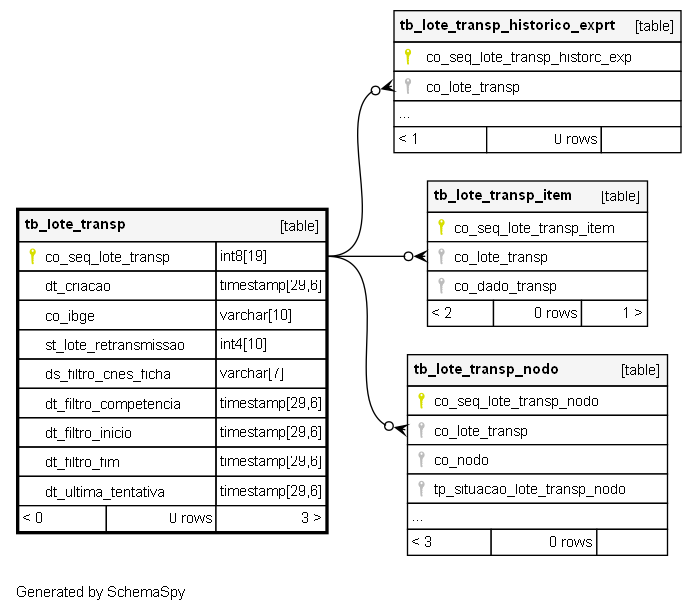 tb_lote_transp_historico_exprt [table]
co_seq_lote_transp_historc_exp
co_lote_transp
...
< 1 0 rows
tb_lote_transp_item [table]
co_seq_lote_transp_item
co_lote_transp
co_dado_transp
< 2 0 rows 1 >
tb_lote_transp [table]
co_seq_lote_transp int8[19]
dt_criacao timestamp[29,6]
co_ibge varchar[10]
st_lote_retransmissao int4[10]
ds_filtro_cnes_ficha varchar[7]
dt_filtro_competencia timestamp[29,6]
dt_filtro_inicio timestamp[29,6]
dt_filtro_fim timestamp[29,6]
dt_ultima_tentativa timestamp[29,6]
< 0 0 rows 3 >
tb_lote_transp_nodo [table]
co_seq_lote_transp_nodo
co_lote_transp
co_nodo
tp_situacao_lote_transp_nodo
...
< 3 0 rows
Generated by SchemaSpy